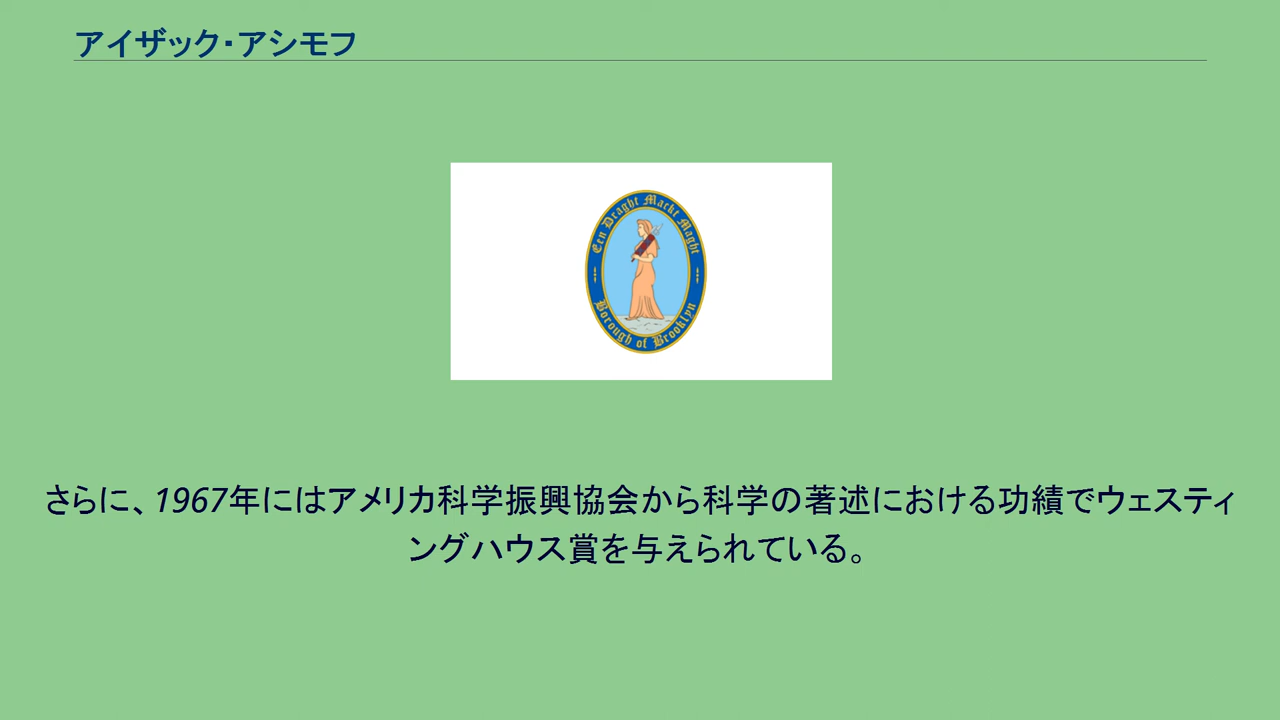 アイザック・アシモフ
Een Draght Mackt Maght
Borough of Brooklyn
さらに、1967年にはアメリカ科学振興協会から科学の著述における功績でウェスティ
ングハウス賞を与えられている。